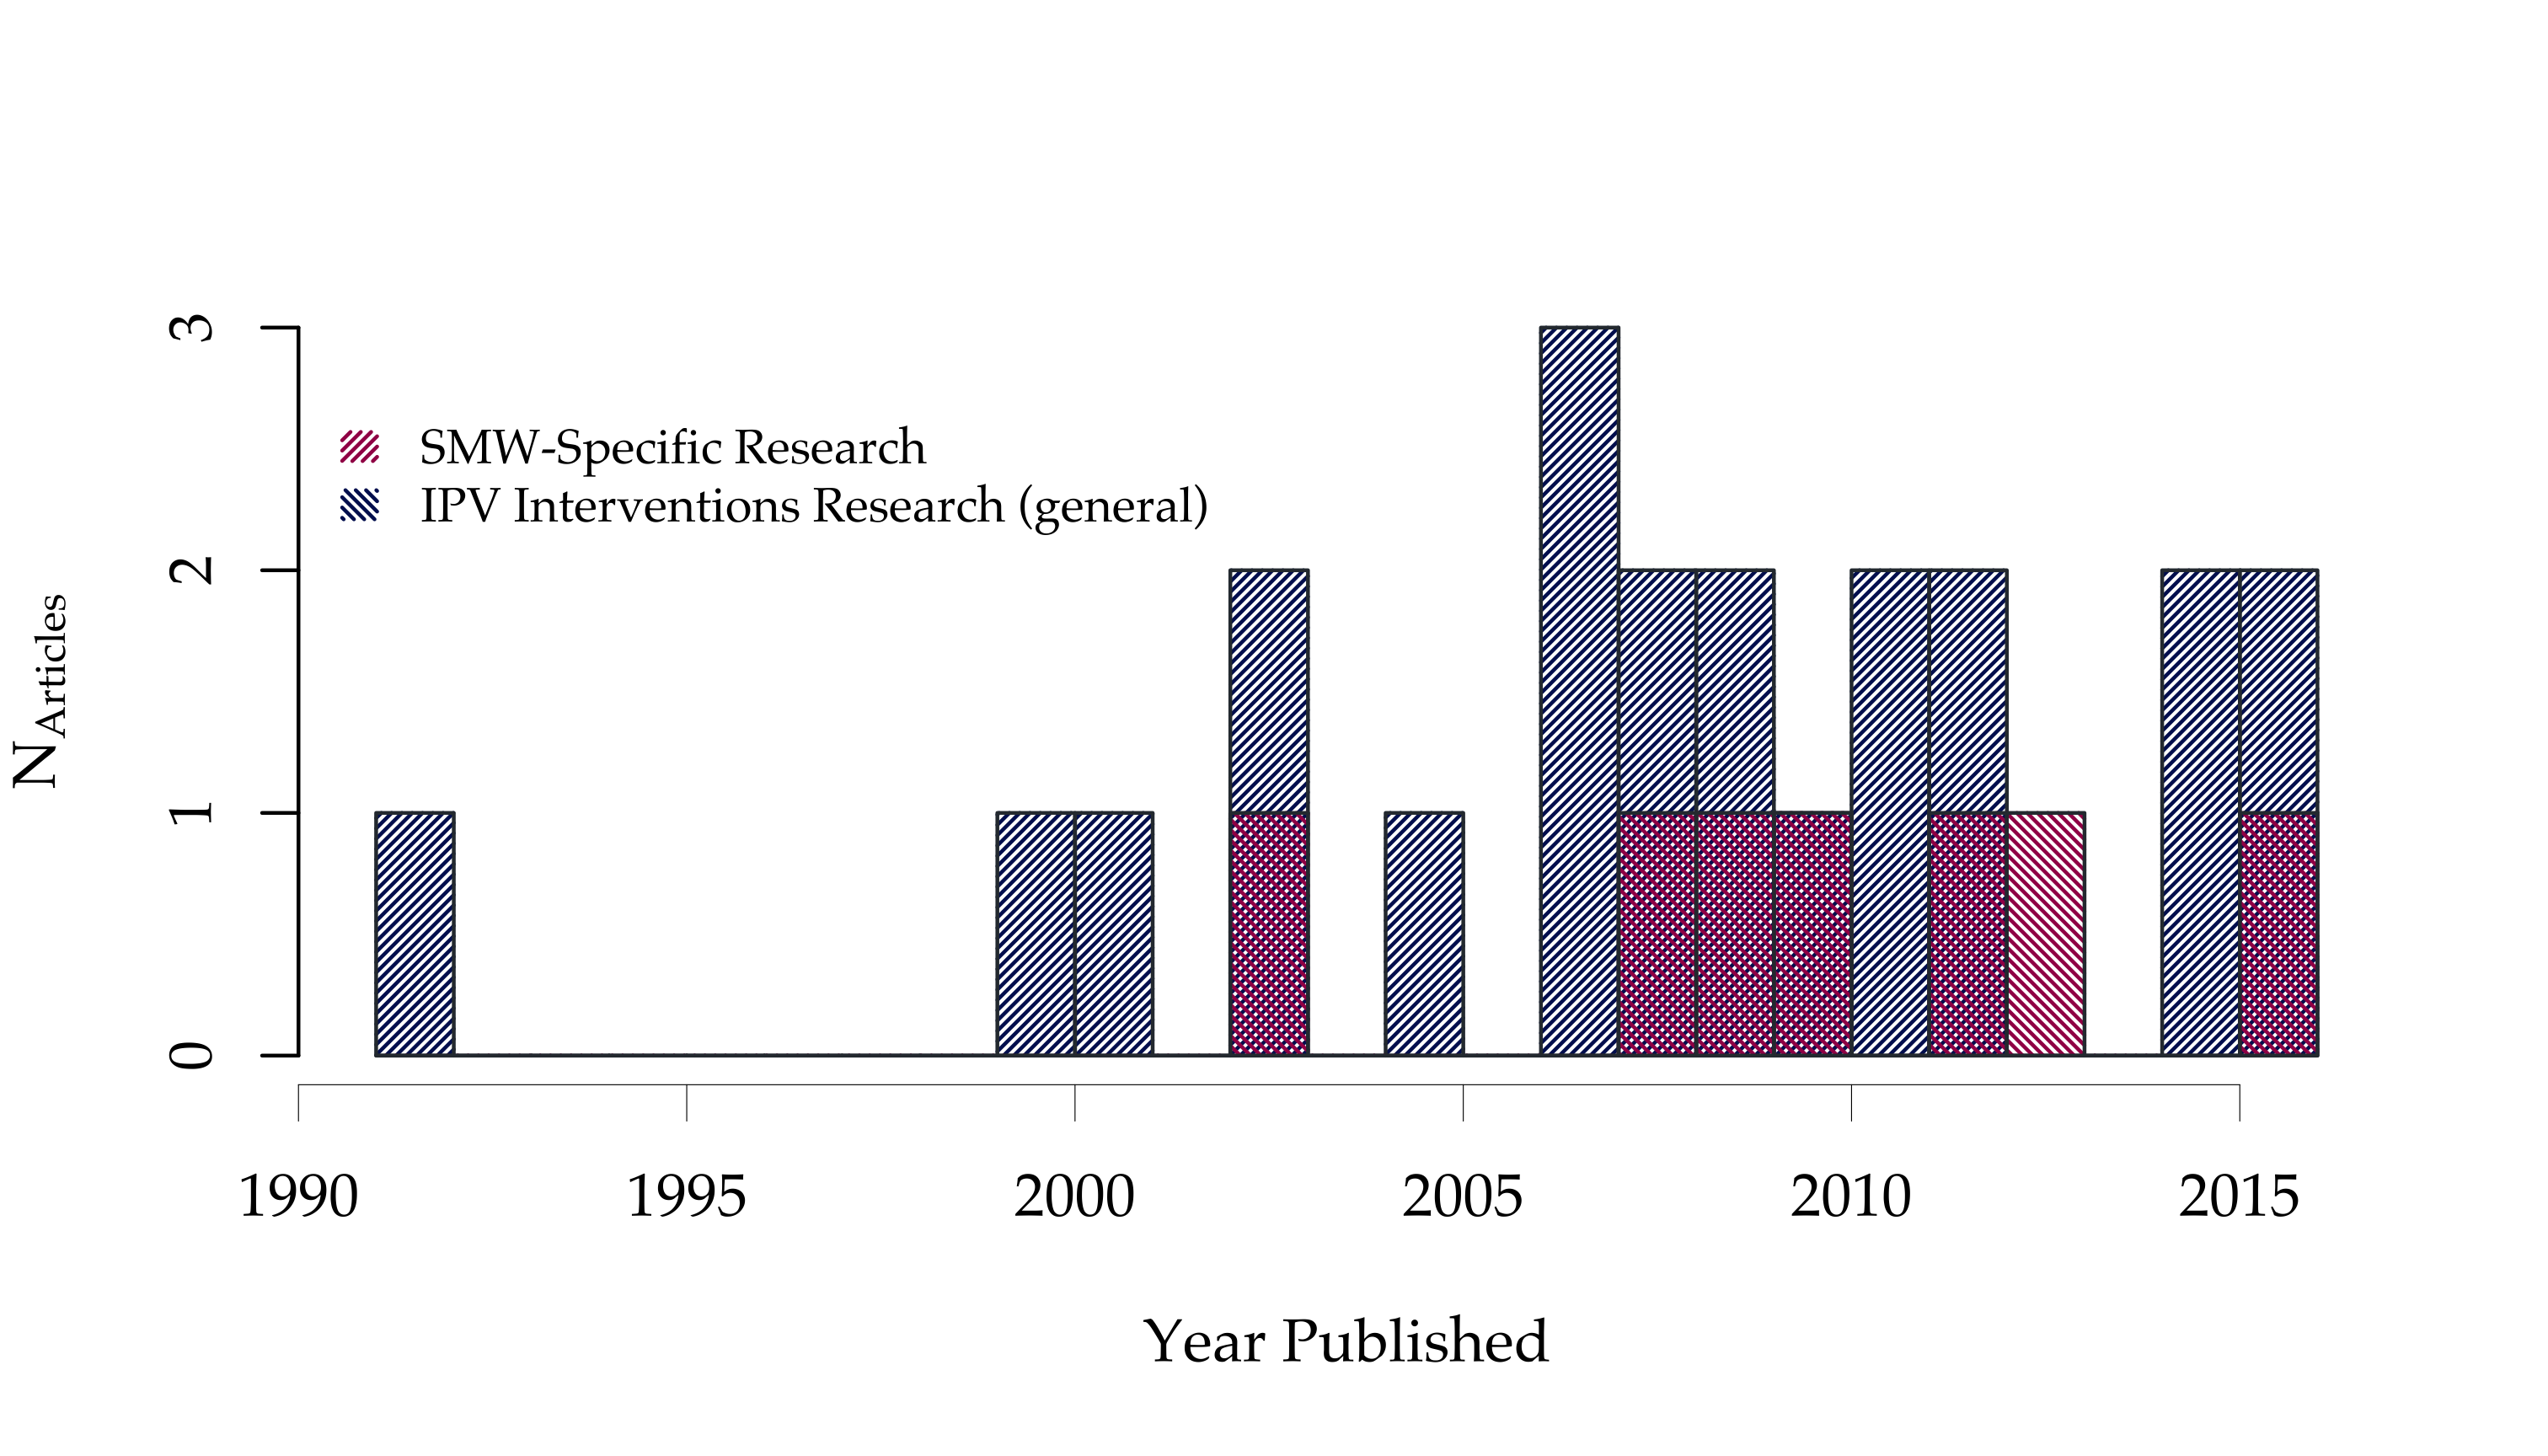 3
2
1
0
N Articles
SMW-Specific Research
IPV Interventions Research (general)
1990 1995 2000 2005 2010 2015
Year Published